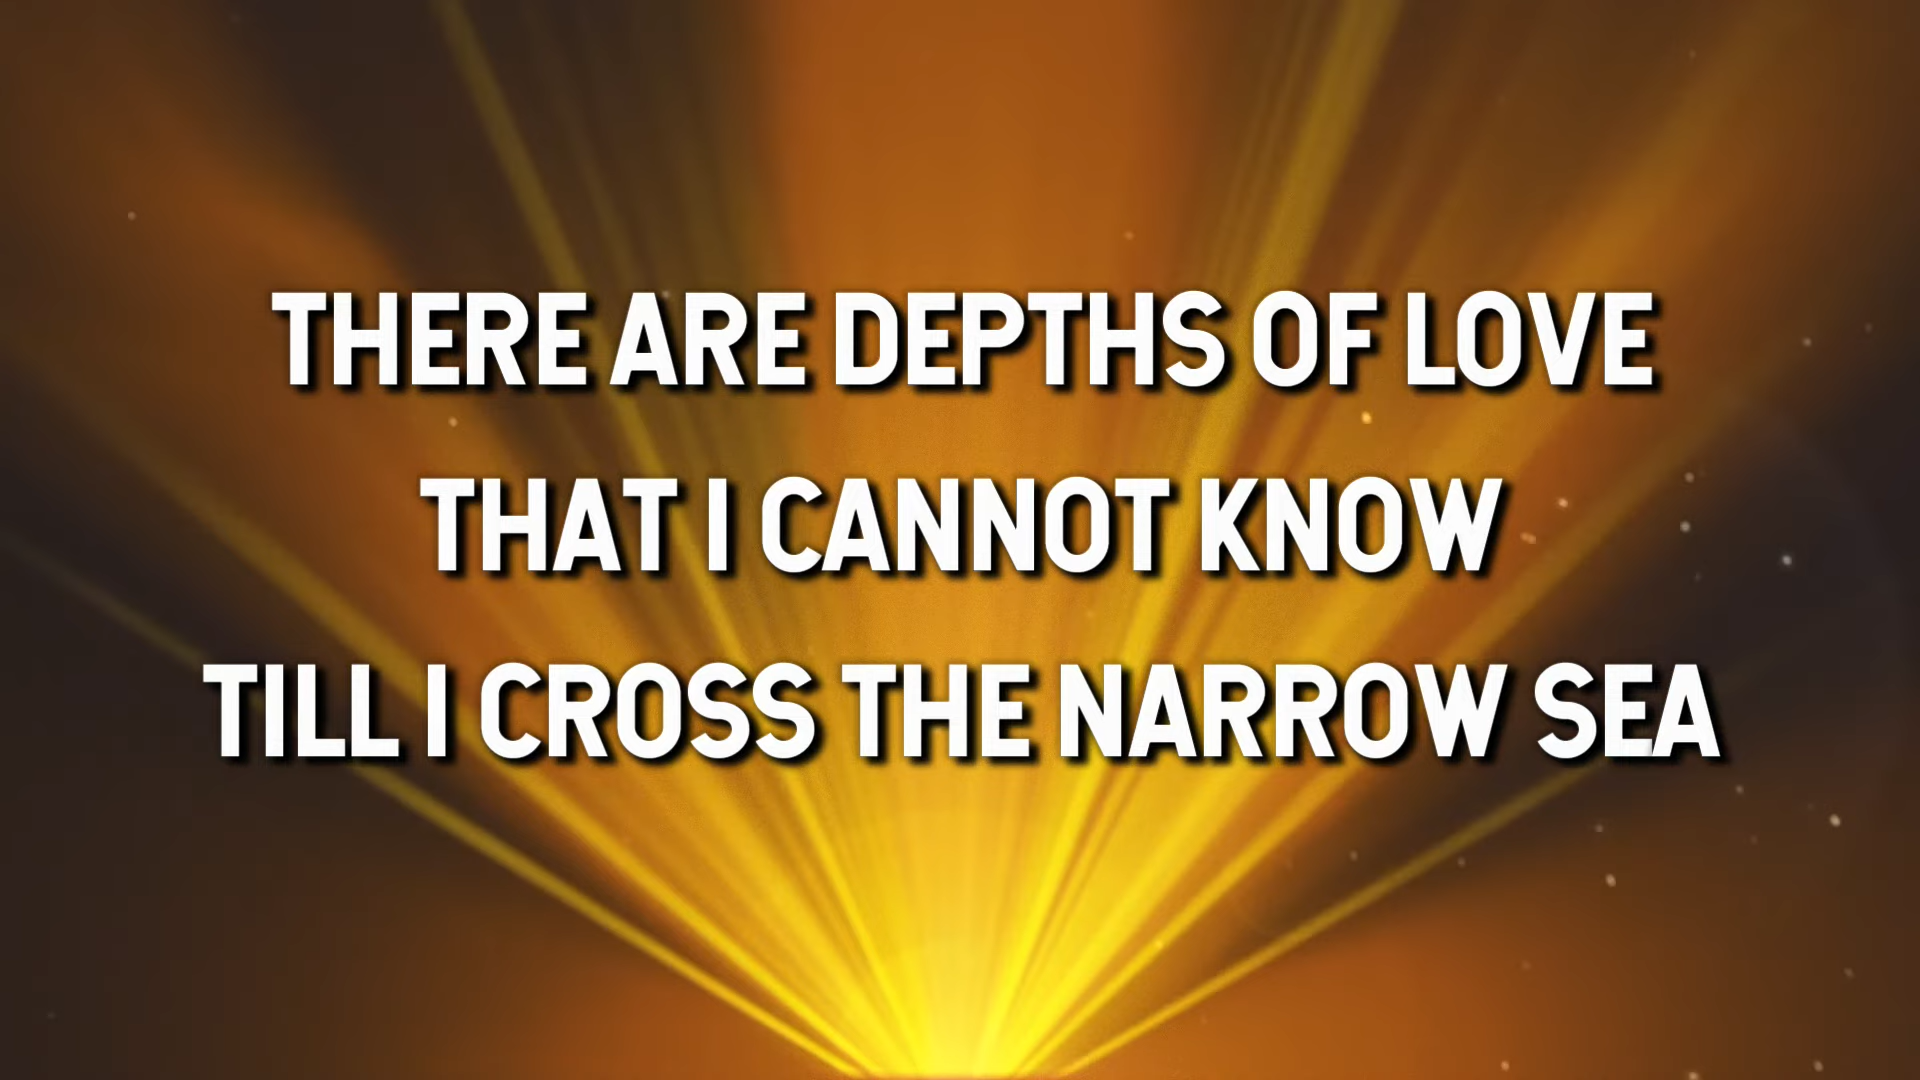 THERE ARE DEPTHS OF LOVE
THAT I CANNOT KNOW
TILL I CROSS THE NARROW SEA